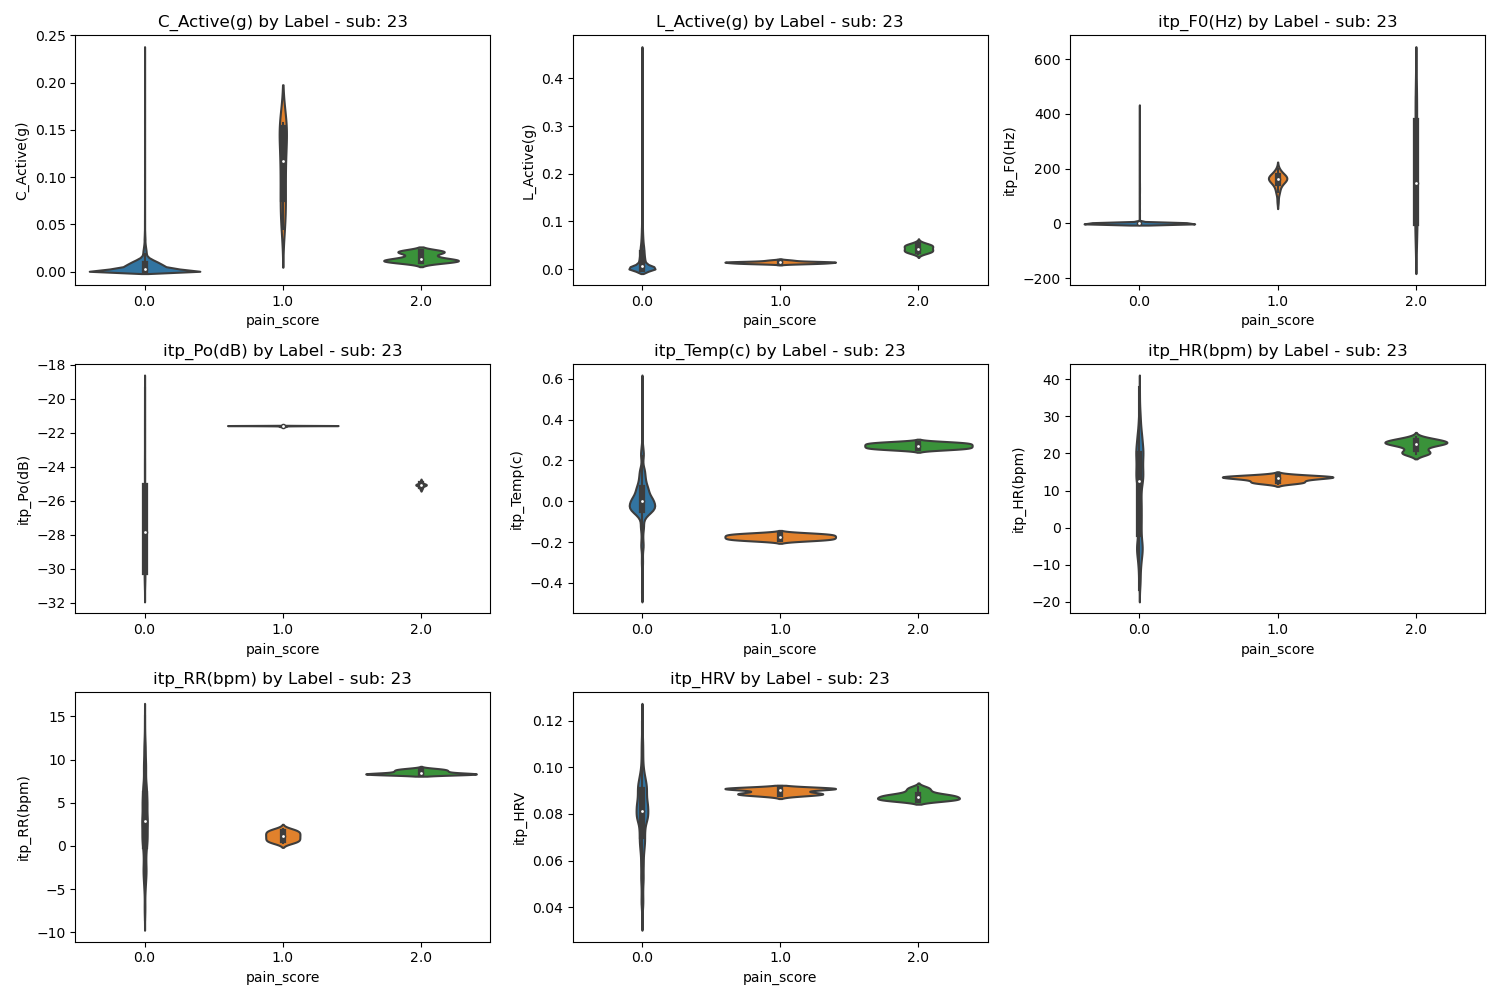 C_Active(g) by Label - sub: 23
L_Active(g) by Label - sub: 23
itp_F0(Hz) by Label - sub: 23
C_Active(g)
0.25
0.20
0.15
0.10
0.05
0.00
0.0 1.0 2.0
pain_score
L_Active(g)
0.4
0.3
0.2
0.1
0.0
0.0 1.0 2.0
pain_score
itp_F0(Hz)
600
400
200
0
−200
0.0 1.0 2.0
pain_score
itp_Po(dB) by Label - sub: 23
itp_Temp(c) by Label - sub: 23
itp_HR(bpm) by Label - sub: 23
itp_Po(dB)
−18
−20
−22
−24
−26
−28
−30
−32
0.0 1.0 2.0
pain_score
itp_Temp(c)
0.6
0.4
0.2
0.0
−0.2
−0.4
0.0 1.0 2.0
pain_score
itp_HR(bpm)
40
30
20
10
0
−10
−20
0.0 1.0 2.0
pain_score
itp_RR(bpm) by Label - sub: 23
itp_HRV by Label - sub: 23
itp_RR(bpm)
15
10
5
0
−5
−10
0.0 1.0 2.0
pain_score
itp_HRV
0.12
0.10
0.08
0.06
0.04
0.0 1.0 2.0
pain_score